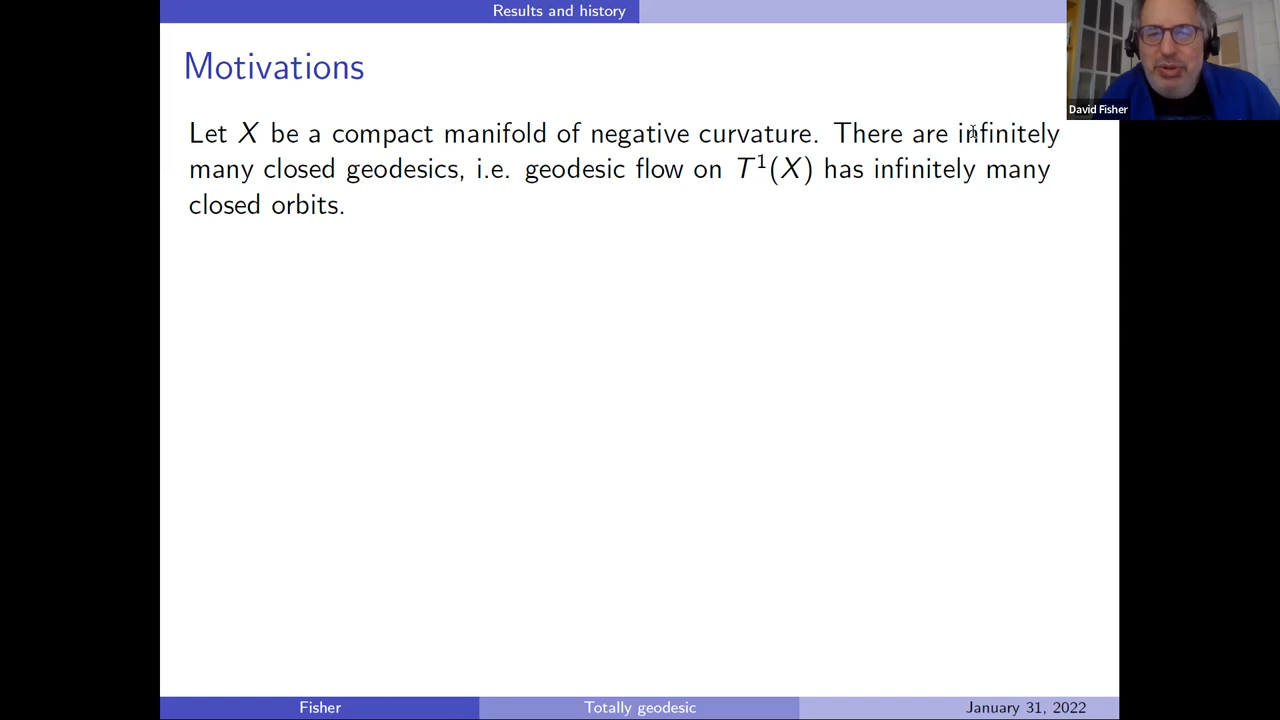 Results and history
Motivations
David Fisher
Let X be a compact manifold of negative curvature. There are infinitely
many closed geodesics, i.e. geodesic flow on T¹(X) has infinitely many
closed orbits.
Fisher
Totally geodesic
January 31, 2022